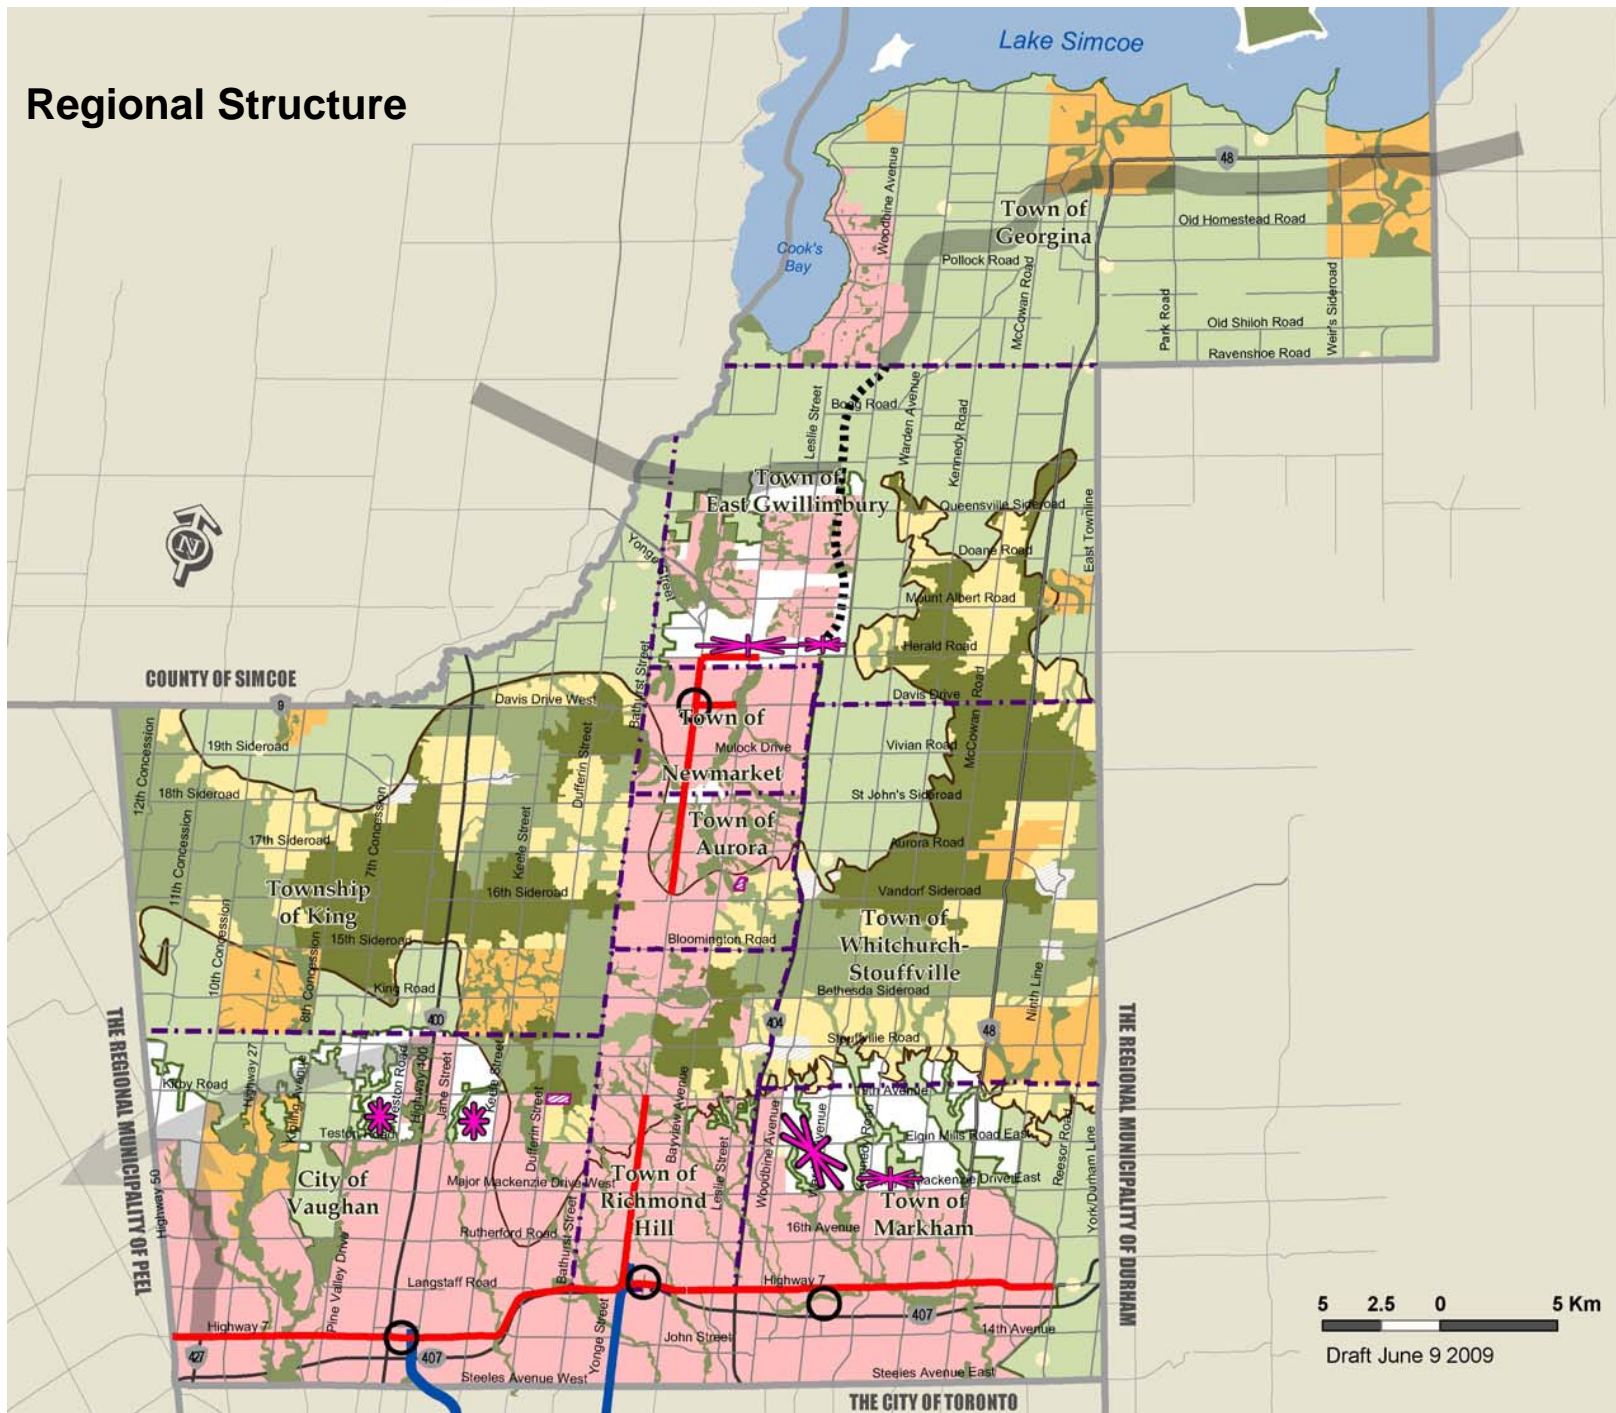 Regional Structure
Lake Simcoe
Cook's
Bay
48
Town of
Georgina
Woodbine Avenue
Old Homestead Road
Pollock Road
McCowan Road
Park Road
Weir's Sideroad
Old Shiloh Road
Ravenshoe Road
Leslie Street
Boag Road
Warden Avenue
Kennedy Road
Town of
East Gwillimbury
Queensville Sideroad
East Townline
Doane Road
Yonge Street
Mount Albert Road
Herald Road
N
COUNTY OF SIMCOE
9
Davis Drive West
Bathurst Street
Davis Drive
McCowan Road
12th Concession
19th Sideroad
Dufferin Street
Town of
Newmarket
Mulock Drive
Vivian Road
18th Sideroad
7th Concession
St John's Sideroad
11th Concession
17th Sideroad
Keele Street
Town of
Aurora
Aurora Road
Township
of King
16th Sideroad
Vandorf Sideroad
10th Concession
15th Sideroad
8th Concession
Bloomington Road
Town of
Whitchurch-
Stouffville
King Road
Bethesda Sideroad
Ninth Line
400
404
48
Stouffville Road
THE REGIONAL MUNICIPALITY OF PEEL
THE REGIONAL MUNICIPALITY OF DURHAM
Kirby Road
Highway 27
Kipling Avenue
Weston Road
Highway 400
Jane Street
Keele Street
Dufferin Street
Bayview Avenue
Leslie Street
Woodbine Avenue
Avenue
Kennedy Road
19th Avenue
Teston Road
Elgin Mills Road East
Reesor Road
York/Durham Line
City of
Vaughan
Major Mackenzie Drive West
Town of
Richmond
Hill
Mackenzie Drive East
Town of
Markham
Highway 50
Pine Valley Drive
Rutherford Road
Bathurst Street
16th Avenue
Langstaff Road
Highway 7
Highway 7
407
427
407
Yonge Street
John Street
14th Avenue
Steeles Avenue West
Steeles Avenue East
THE CITY OF TORONTO
5 2.5 0 5 Km
Draft June 9 2009